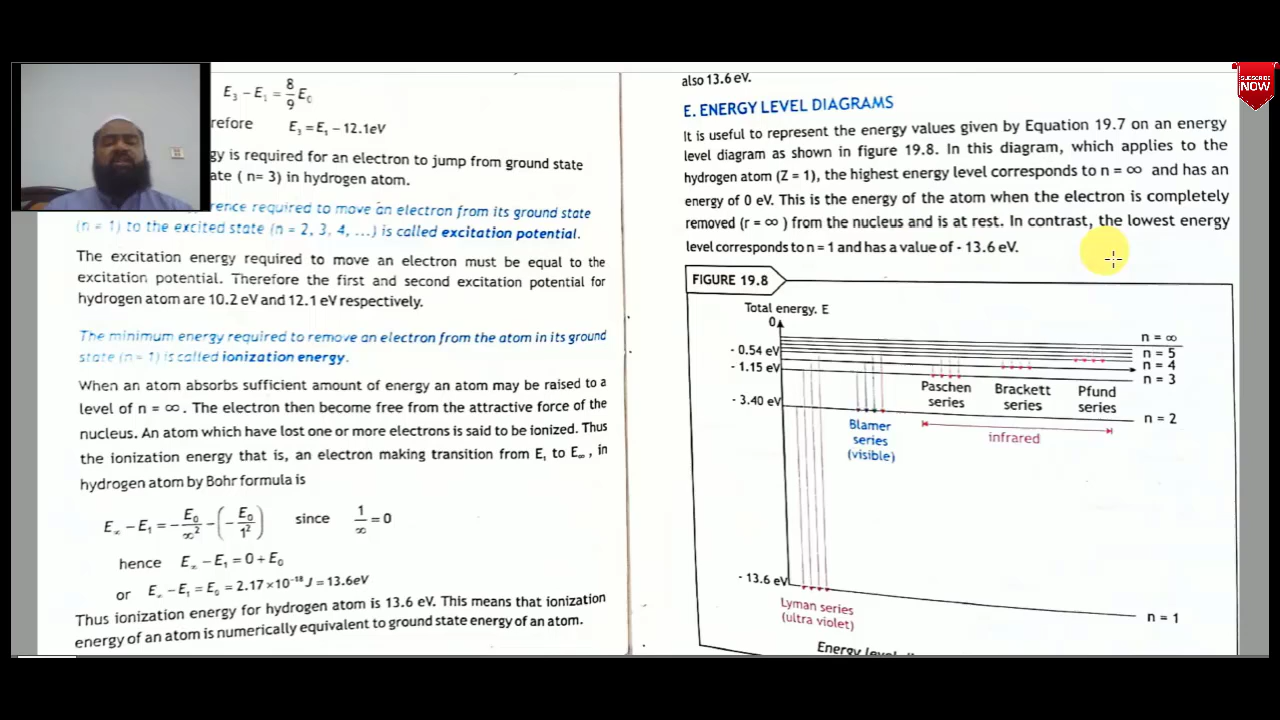 E₃ − E₁ = 8/9 E₀
refore E₃ = E₁ − 12.1eV
gy is required for an electron to jump from ground state
ate ( n= 3) in hydrogen atom.
rence required to move an electron from its ground state
(n = 1) to the excited state (n = 2, 3, 4, ...) is called excitation potential.
The excitation energy required to move an electron must be equal to the
excitation potential. Therefore the first and second excitation potential for
hydrogen atom are 10.2 eV and 12.1 eV respectively.
The minimum energy required to remove an electron from the atom in its ground
state (n = 1) is called ionization energy.
When an atom absorbs sufficient amount of energy an atom may be raised to a
level of n = ∞. The electron then become free from the attractive force of the
nucleus. An atom which have lost one or more electrons is said to be ionized. Thus
the ionization energy that is, an electron making transition from E₁ to E∞, in
hydrogen atom by Bohr formula is
E∞ − E₁ = − E₀/∞² − (− E₀/1²) since 1/∞ = 0
hence E∞ − E₁ = 0 + E₀
or E∞ − E₁ = E₀ = 2.17 × 10⁻¹⁸ J = 13.6eV
Thus ionization energy for hydrogen atom is 13.6 eV. This means that ionization
energy of an atom is numerically equivalent to ground state energy of an atom.
also 13.6 eV.
E. ENERGY LEVEL DIAGRAMS
It is useful to represent the energy values given by Equation 19.7 on an energy
level diagram as shown in figure 19.8. In this diagram, which applies to the
hydrogen atom (Z = 1), the highest energy level corresponds to n = ∞ and has an
energy of 0 eV. This is the energy of the atom when the electron is completely
removed (r = ∞ ) from the nucleus and is at rest. In contrast, the lowest energy
level corresponds to n = 1 and has a value of - 13.6 eV.
FIGURE 19.8
Total energy. E
0
n = ∞
- 0.54 eV
n = 5
n = 4
- 1.15 eV
n = 3
Paschen
series
Brackett
series
Pfund
series
- 3.40 eV
n = 2
Blamer
series
(visible)
infrared
- 13.6 eV
n = 1
Lyman series
(ultra violet)
Energy level
SUBSCRIBE
NOW